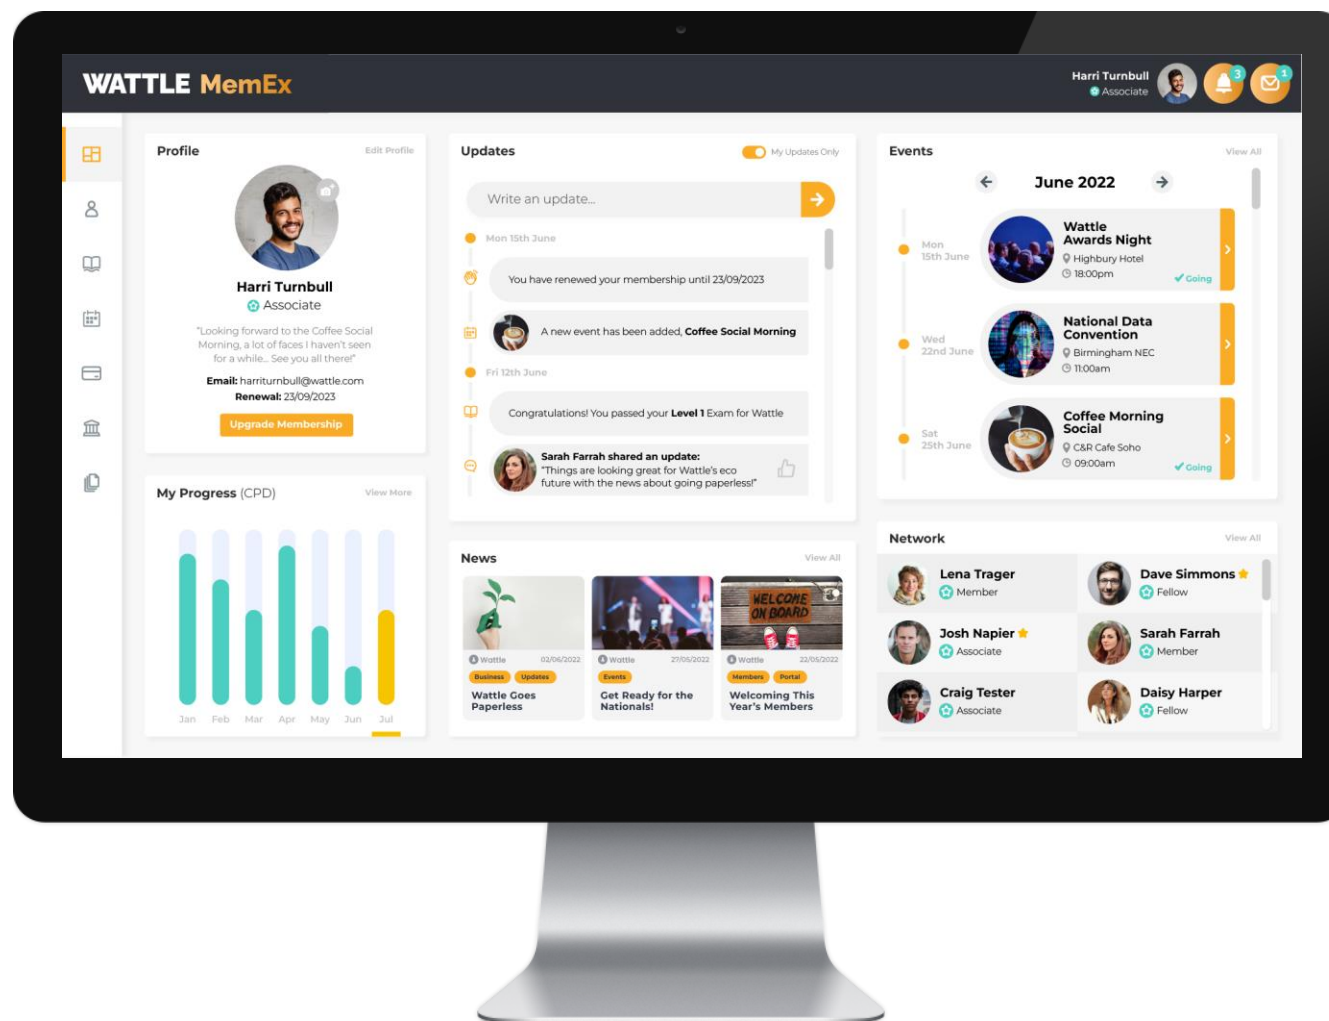 WATTLE MemEx
Harri Turnbull
Associate
3
1
Profile
Edit Profile
Harri Turnbull
Associate
"Looking forward to the Coffee Social
Morning, a lot of faces I haven't seen
for a while... See you all there!"
Email: harriturnbull@wattle.com
Renewal: 23/09/2023
Upgrade Membership
My Progress (CPD)
View More
Jan Feb Mar Apr May Jun Jul
Updates
My Updates Only
Write an update...
Mon 15th June
You have renewed your membership until 23/09/2023
A new event has been added, Coffee Social Morning
Fri 12th June
Congratulations! You passed your Level 1 Exam for Wattle
Sarah Farrah shared an update:
"Things are looking great for Wattle's eco
future with the news about going paperless!"
News
View All
Wattle 02/06/2022
Business Updates
Wattle Goes
Paperless
Wattle 27/05/2022
Events
Get Ready for the
Nationals!
WELCOME
ON BOARD
Wattle 22/05/2022
Members Portal
Welcoming This
Year's Members
Events
View All
June 2022
Mon
15th June
Wattle
Awards Night
Highbury Hotel
18:00pm
Going
Wed
22nd June
National Data
Convention
Birmingham NEC
11:00am
Sat
25th June
Coffee Morning
Social
C&R Cafe Soho
09:00am
Going
Network
View All
Lena Trager
Member
Dave Simmons
Fellow
Josh Napier
Associate
Sarah Farrah
Member
Craig Tester
Associate
Daisy Harper
Fellow